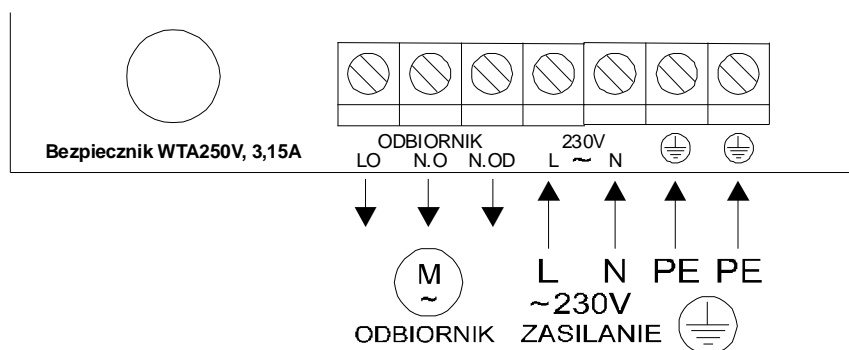 ODBIORNIK 230V
LO N.O N.OD L ~ N
Bezpiecznik WTA250V, 3,15A
M
~
L N PE PE
~230V
ODBIORNIK ZASILANIE